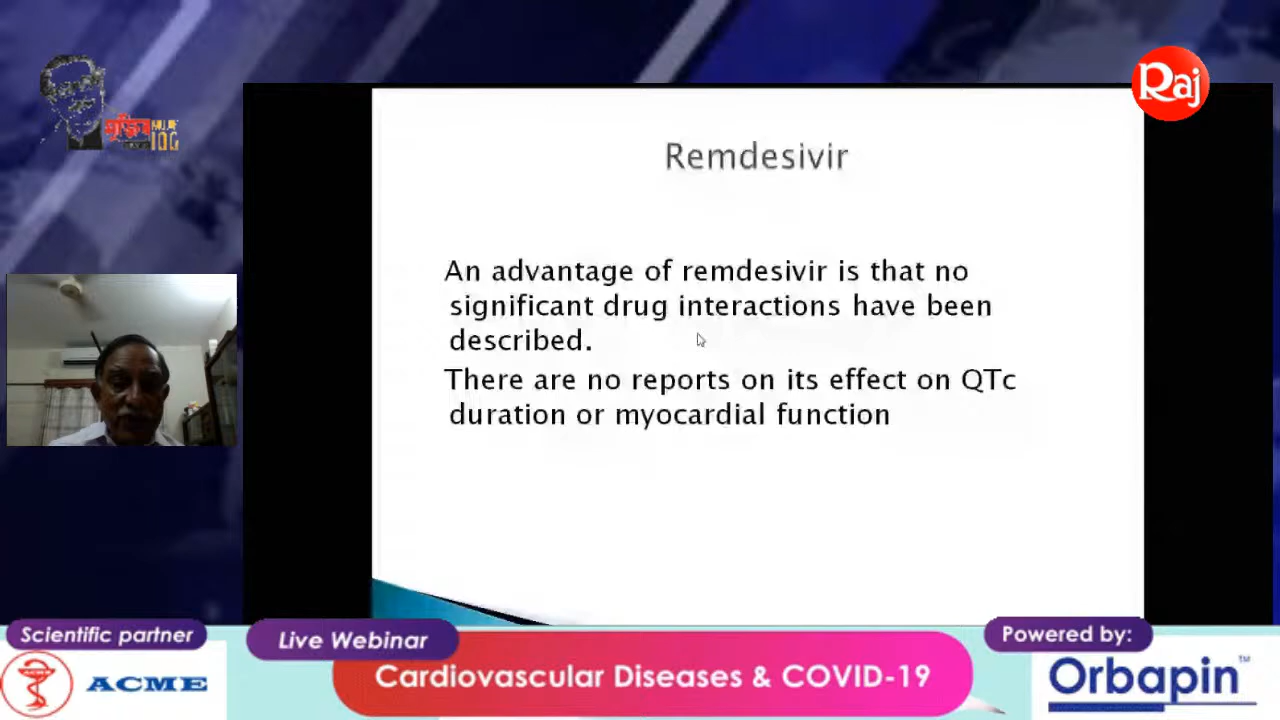 Raj
মুজিব
100
Remdesivir
An advantage of remdesivir is that no
significant drug interactions have been
described.
There are no reports on its effect on QTc
duration or myocardial function
Scientific partner
ACME
Live Webinar
Cardiovascular Diseases & COVID-19
Powered by:
Orbapin™